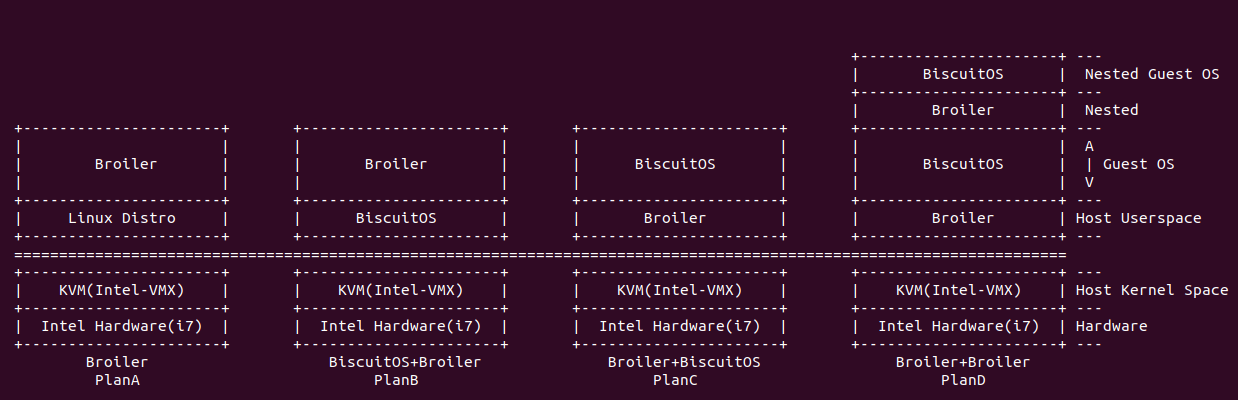 +----------------------+ ---
|       BiscuitOS      |  Nested Guest OS
+----------------------+ ---
|        Broiler       |  Nested
+----------------------+       +----------------------+       +----------------------+       +----------------------+ ---
|                      |       |                      |       |                      |       |                      |  A
|        Broiler       |       |       Broiler        |       |      BiscuitOS       |       |       BiscuitOS      |  | Guest OS
|                      |       |                      |       |                      |       |                      |  V
+----------------------+       +----------------------+       +----------------------+       +----------------------+ ---
|     Linux Distro     |       |      BiscuitOS       |       |       Broiler        |       |        Broiler       | Host Userspace
+----------------------+       +----------------------+       +----------------------+       +----------------------+ ---
=====================================================================================================================
+----------------------+       +----------------------+       +----------------------+       +----------------------+ ---
|    KVM(Intel-VMX)    |       |    KVM(Intel-VMX)    |       |    KVM(Intel-VMX)    |       |    KVM(Intel-VMX)    | Host Kernel Space
+----------------------+       +----------------------+       +----------------------+       +----------------------+ ---
|  Intel Hardware(i7)  |       |  Intel Hardware(i7)  |       |  Intel Hardware(i7)  |       |  Intel Hardware(i7)  | Hardware
+----------------------+       +----------------------+       +----------------------+       +----------------------+ ---
        Broiler                    BiscuitOS+Broiler              Broiler+BiscuitOS               Broiler+Broiler
         PlanA                          PlanB                          PlanC                           PlanD